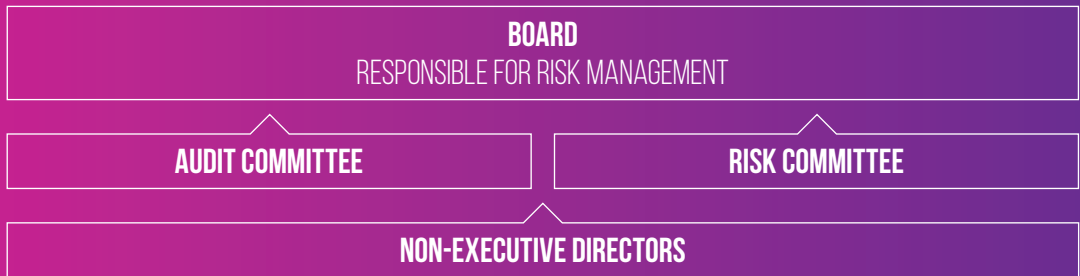 BOARD
RESPONSIBLE FOR RISK MANAGEMENT
AUDIT COMMITTEE
RISK COMMITTEE
NON-EXECUTIVE DIRECTORS